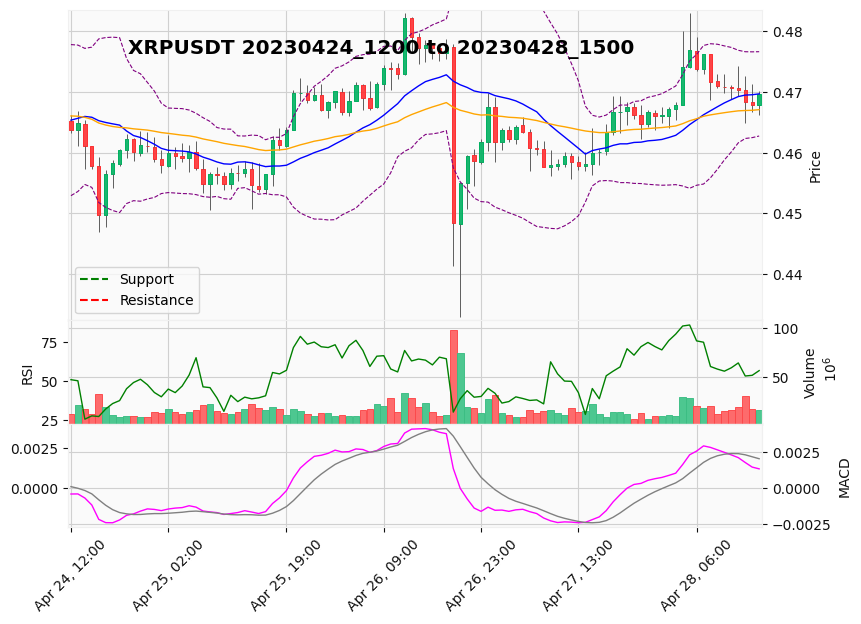 XRPUSDT 20230424_1200 to 20230428_1500
0.48
0.47
0.46
0.45
0.44
Price
Support
Resistance
RSI
75
50
25
100
50
Volume
10^6
0.0025
0.0000
0.0025
0.0000
−0.0025
MACD
Apr 24, 12:00
Apr 25, 02:00
Apr 25, 19:00
Apr 26, 09:00
Apr 26, 23:00
Apr 27, 13:00
Apr 28, 06:00